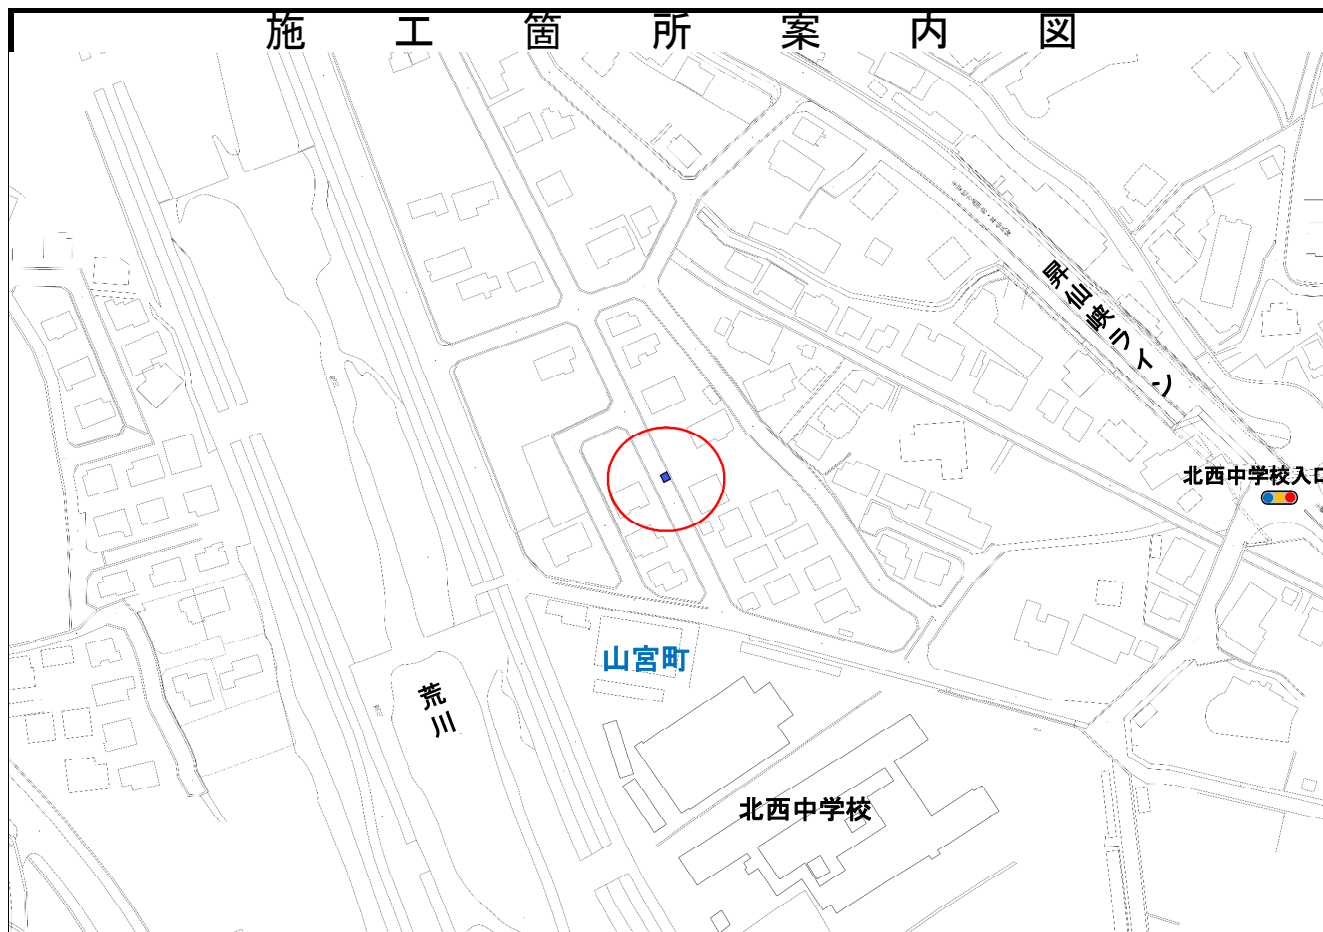 施工箇所案内図
昇仙峡ライン
北西中学校入口
山宮町
荒川
北西中学校